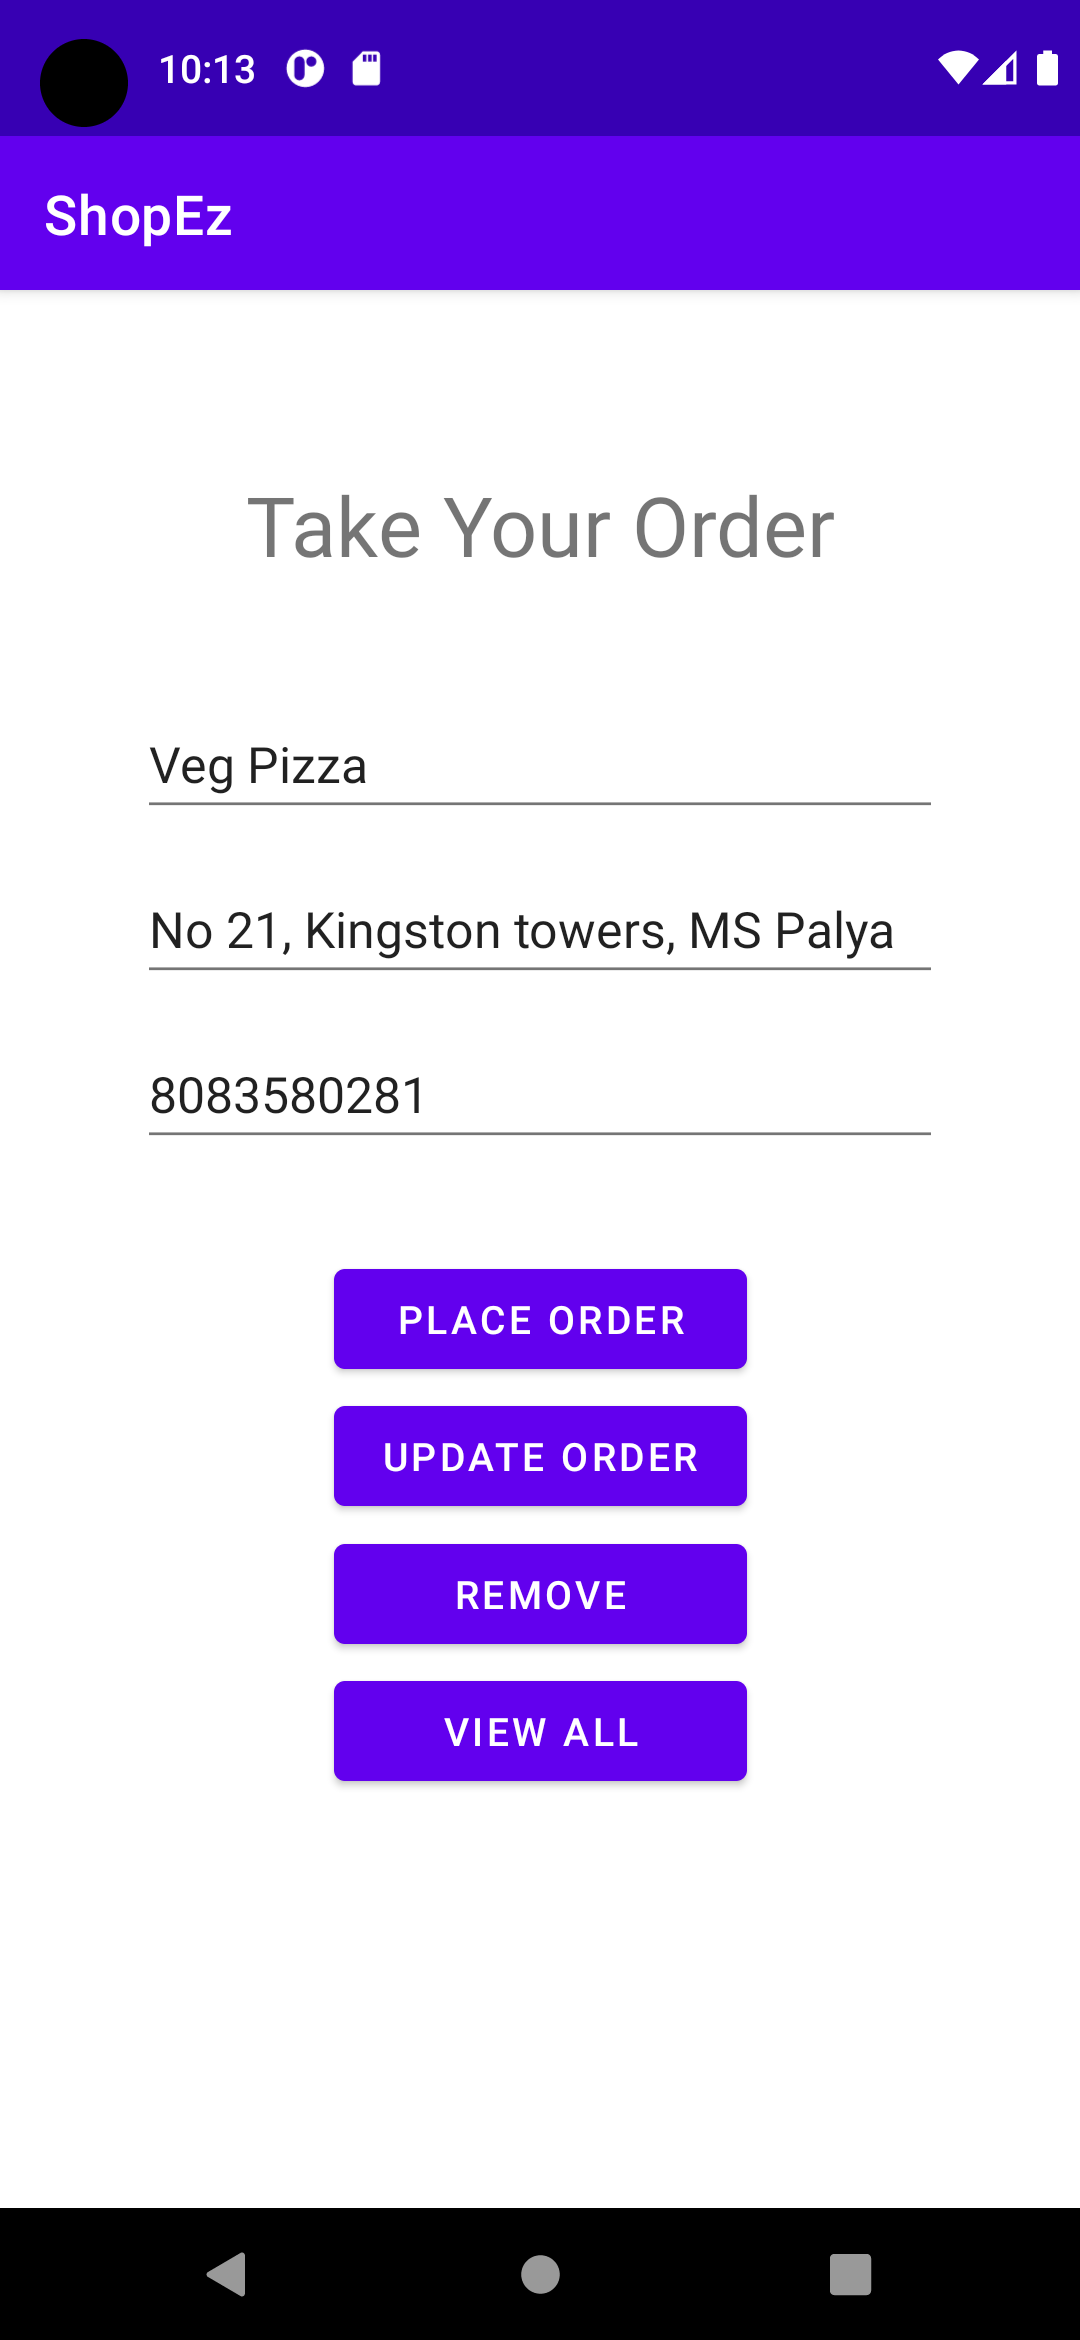 10:13
ShopEz
Take Your Order
Veg Pizza
No 21, Kingston towers, MS Palya
8083580281
PLACE ORDER
UPDATE ORDER
REMOVE
VIEW ALL